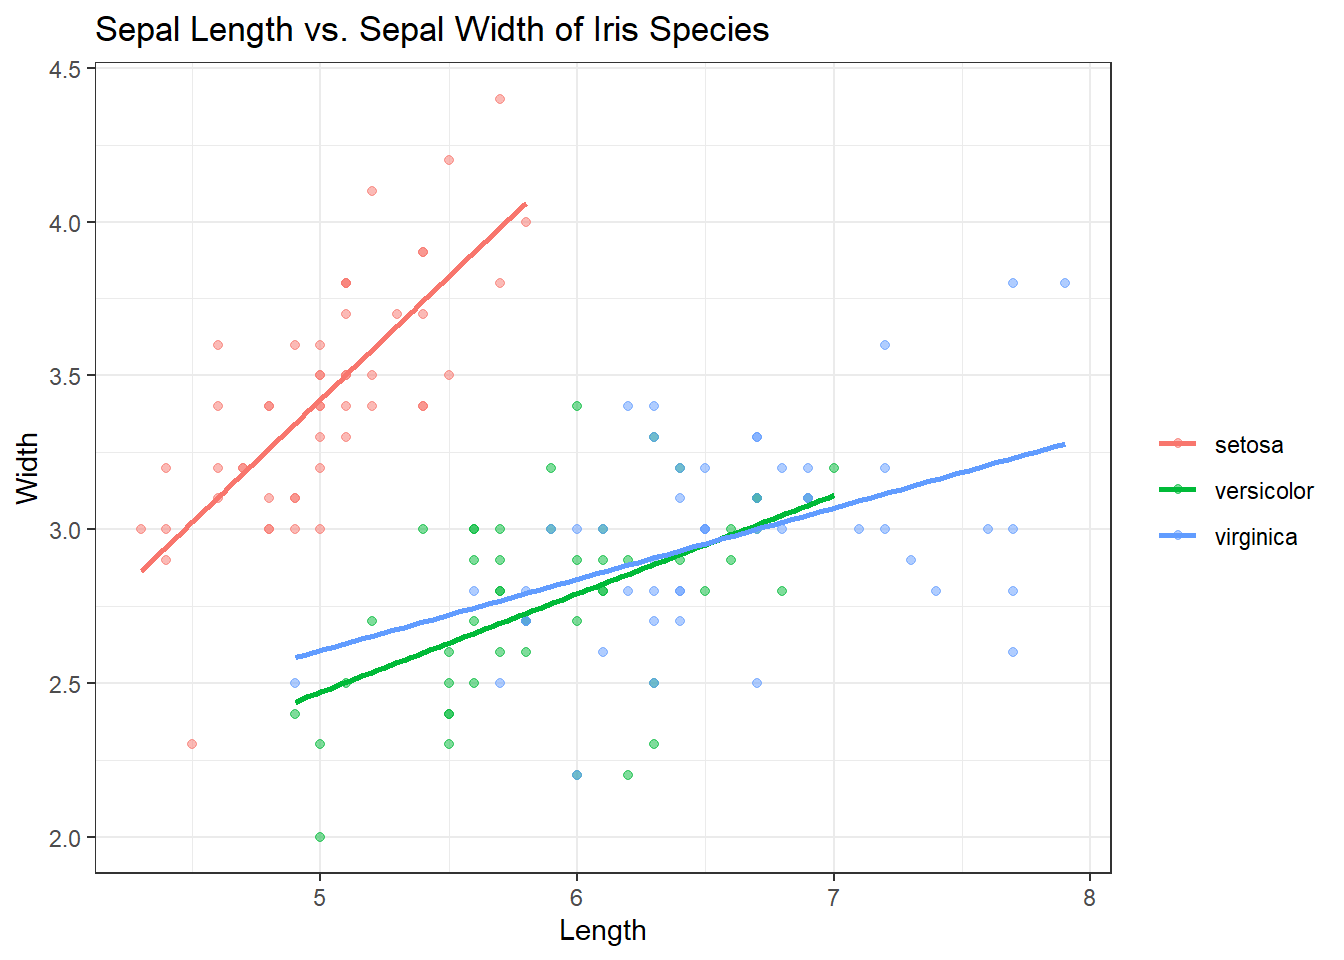 Sepal Length vs. Sepal Width of Iris Species
4.5
4.0
3.5
3.0
2.5
2.0
Width
5 6 7 8
Length
setosa
versicolor
virginica